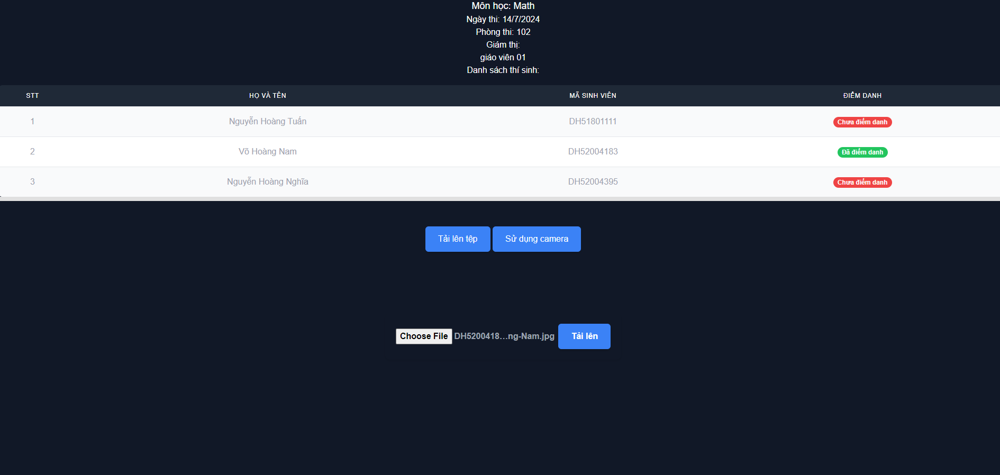 Môn học: Math
Ngày thi: 14/7/2024
Phòng thi: 102
Giám thị:
giáo viên 01
Danh sách thí sinh:
STT HỌ VÀ TÊN MÃ SINH VIÊN ĐIỂM DANH
1 Nguyễn Hoàng Tuấn DH51801111 Chưa điểm danh
2 Võ Hoàng Nam DH52004183 Đã điểm danh
3 Nguyễn Hoàng Nghĩa DH52004395 Chưa điểm danh
Tải lên tệp Sử dụng camera
Choose File DH5200418...ng-Nam.jpg Tải lên